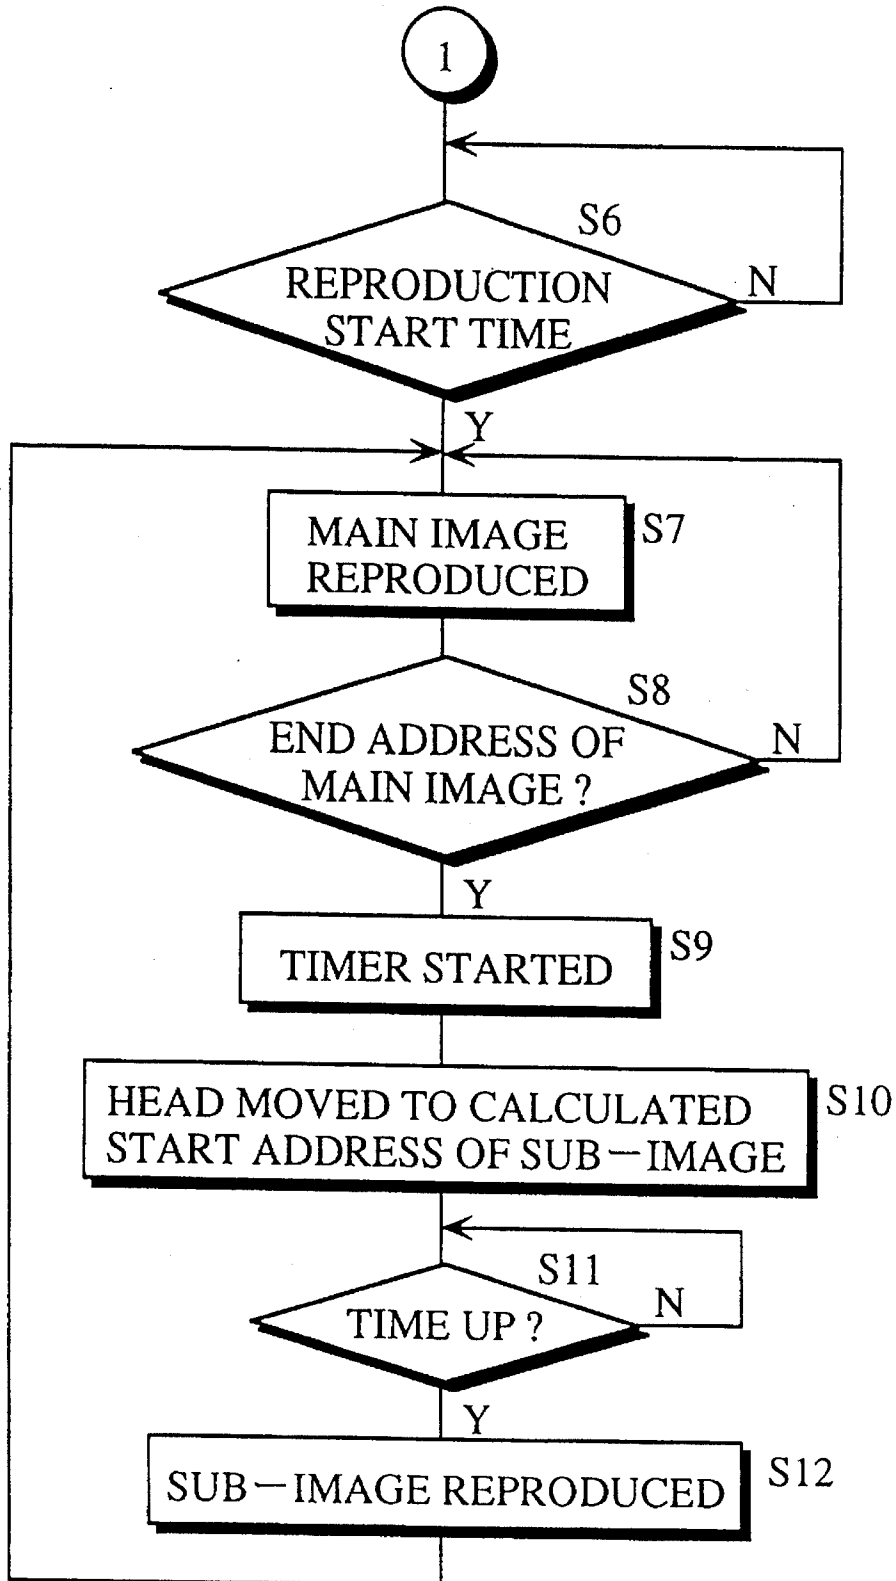 1
S6
REPRODUCTION
START TIME
N
Y
MAIN IMAGE
REPRODUCED
S7
S8
END ADDRESS OF
MAIN IMAGE ?
N
Y
TIMER STARTED
S9
HEAD MOVED TO CALCULATED
START ADDRESS OF SUB－IMAGE
S10
S11
TIME UP ?
N
Y
SUB－IMAGE REPRODUCED
S12